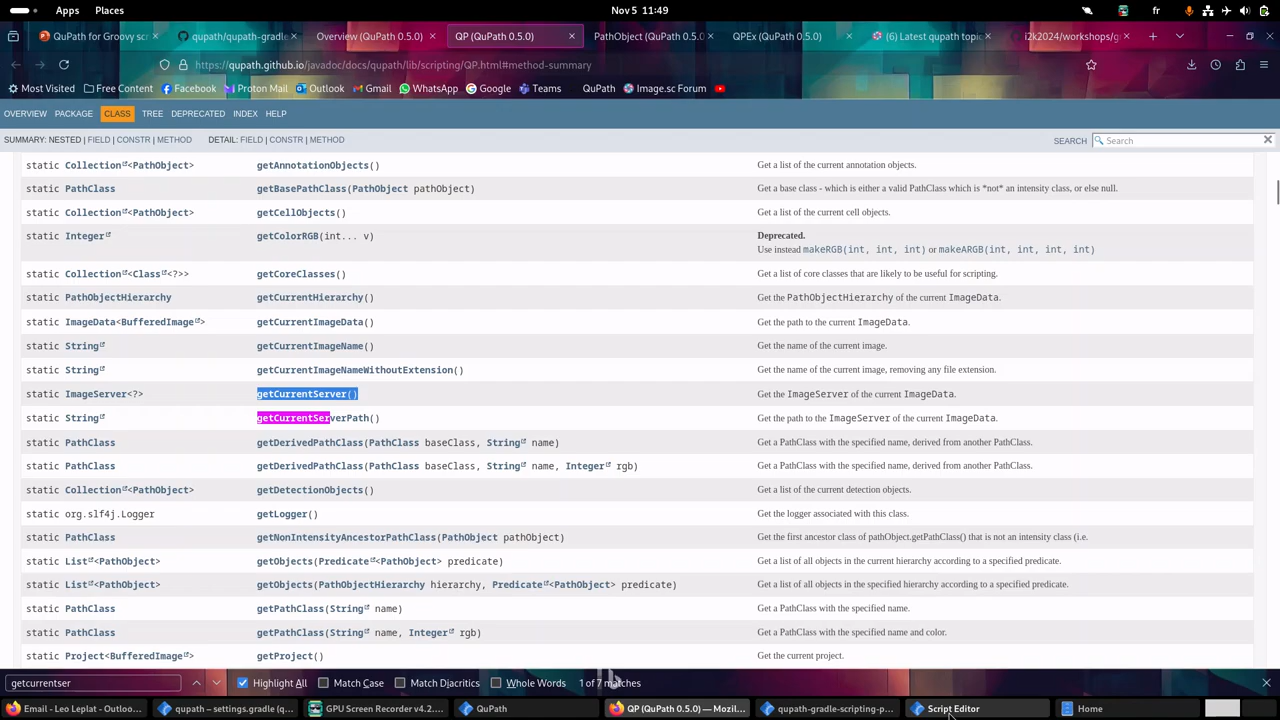 Apps Places Nov 5 11:49 fr
QuPath for Groovy scr qupath/qupath-gradle Overview (QuPath 0.5.0) QP (QuPath 0.5.0) PathObject (QuPath 0.5.0) QPEx (QuPath 0.5.0) (6) Latest qupath topic i2k2024/workshops/g
https://qupath.github.io/javadoc/docs/qupath/lib/scripting/QP.html#method-summary
Most Visited Free Content Facebook Proton Mail Outlook Gmail WhatsApp Google Teams QuPath Image.sc Forum
OVERVIEW PACKAGE CLASS TREE DEPRECATED INDEX HELP
SUMMARY: NESTED | FIELD | CONSTR | METHOD DETAIL: FIELD | CONSTR | METHOD SEARCH Search
static Collection<PathObject> getAnnotationObjects() Get a list of the current annotation objects.
static PathClass getBasePathClass(PathObject pathObject) Get a base class - which is either a valid PathClass which is *not* an intensity class, or else null.
static Collection<PathObject> getCellObjects() Get a list of the current cell objects.
static Integer getColorRGB(int... v) Deprecated.
Use instead makeRGB(int, int, int) or makeARGB(int, int, int, int)
static Collection<Class<?>> getCoreClasses() Get a list of core classes that are likely to be useful for scripting.
static PathObjectHierarchy getCurrentHierarchy() Get the PathObjectHierarchy of the current ImageData.
static ImageData<BufferedImage> getCurrentImageData() Get the path to the current ImageData.
static String getCurrentImageName() Get the name of the current image.
static String getCurrentImageNameWithoutExtension() Get the name of the current image, removing any file extension.
static ImageServer<?> getCurrentServer() Get the ImageServer of the current ImageData.
static String getCurrentServerPath() Get the path to the ImageServer of the current ImageData.
static PathClass getDerivedPathClass(PathClass baseClass, String name) Get a PathClass with the specified name, derived from another PathClass.
static PathClass getDerivedPathClass(PathClass baseClass, String name, Integer rgb) Get a PathClass with the specified name, derived from another PathClass.
static Collection<PathObject> getDetectionObjects() Get a list of the current detection objects.
static org.slf4j.Logger getLogger() Get the logger associated with this class.
static PathClass getNonIntensityAncestorPathClass(PathObject pathObject) Get the first ancestor class of pathObject.getPathClass() that is not an intensity class (i.e.
static List<PathObject> getObjects(Predicate<PathObject> predicate) Get a list of all objects in the current hierarchy according to a specified predicate.
static List<PathObject> getObjects(PathObjectHierarchy hierarchy, Predicate<PathObject> predicate) Get a list of all objects in the specified hierarchy according to a specified predicate.
static PathClass getPathClass(String name) Get a PathClass with the specified name.
static PathClass getPathClass(String name, Integer rgb) Get a PathClass with the specified name and color.
static Project<BufferedImage> getProject() Get the current project.
getcurrentser Highlight All Match Case Match Diacritics Whole Words 1 of 7 matches
Email - Leo Leplat - Outloo... qupath – settings.gradle (q... GPU Screen Recorder v4.2.... QuPath QP (QuPath 0.5.0) — Mozil... qupath-gradle-scripting-p... Script Editor Home